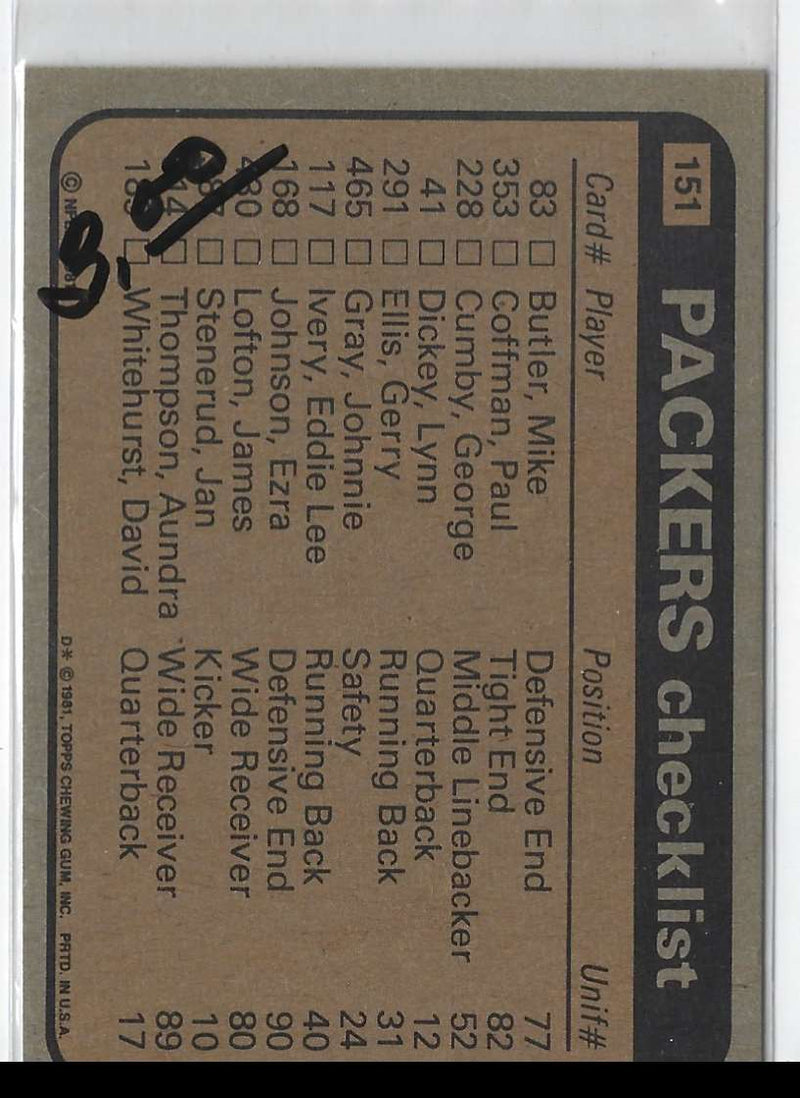 151 PACKERS checklist
Card# Player Position Unif#
83 □ Butler, Mike Defensive End 77
353 □ Coffman, Paul Tight End 82
228 □ Cumby, George Middle Linebacker 52
41 □ Dickey, Lynn Quarterback 12
291 □ Ellis, Gerry Running Back 31
465 □ Gray, Johnnie Safety 24
117 □ Ivery, Eddie Lee Running Back 40
168 □ Johnson, Ezra Defensive End 90
□ Lofton, James Wide Receiver 80
□ Stenerud, Jan Kicker 10
□ Thompson, Aundra Wide Receiver 89
□ Whitehurst, David Quarterback 17
© D* © 1981, TOPPS CHEWING GUM, INC. PRTD. IN U.S.A.